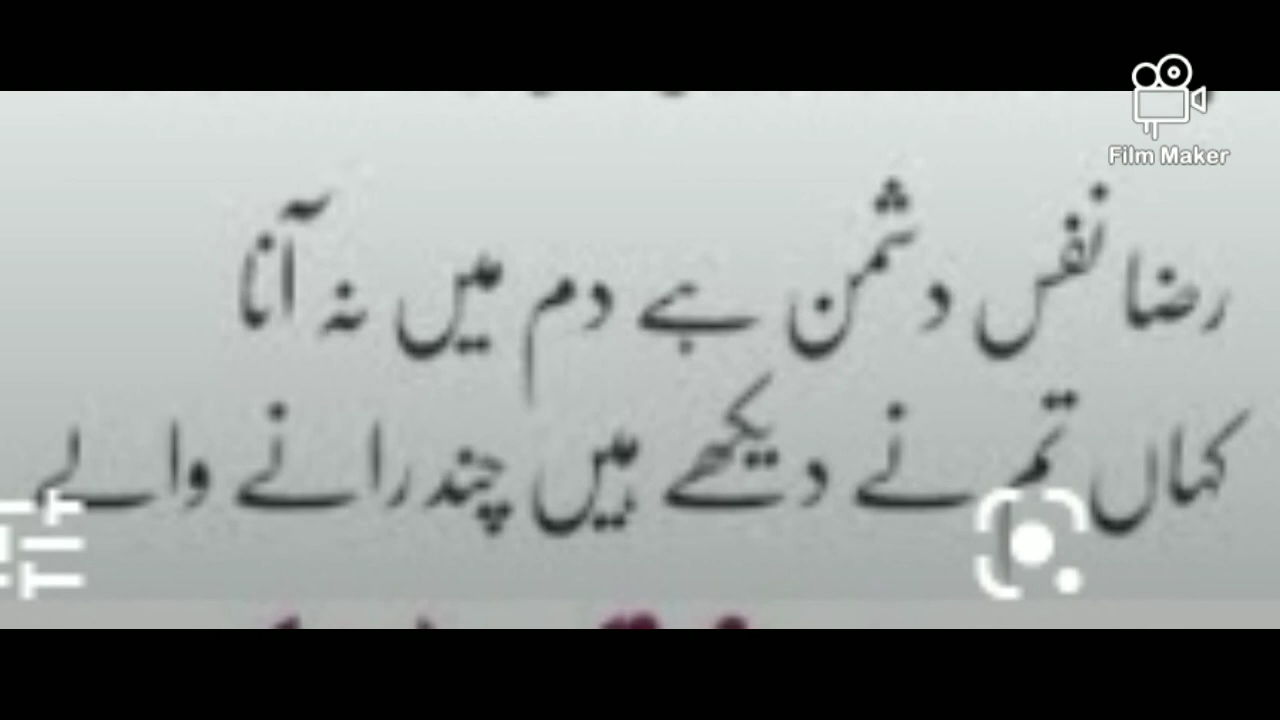 Film Maker
رضا نفس دشمن ہے دم میں نہ آنا
کہاں تم نے دیکھے ہیں چندرانے والے